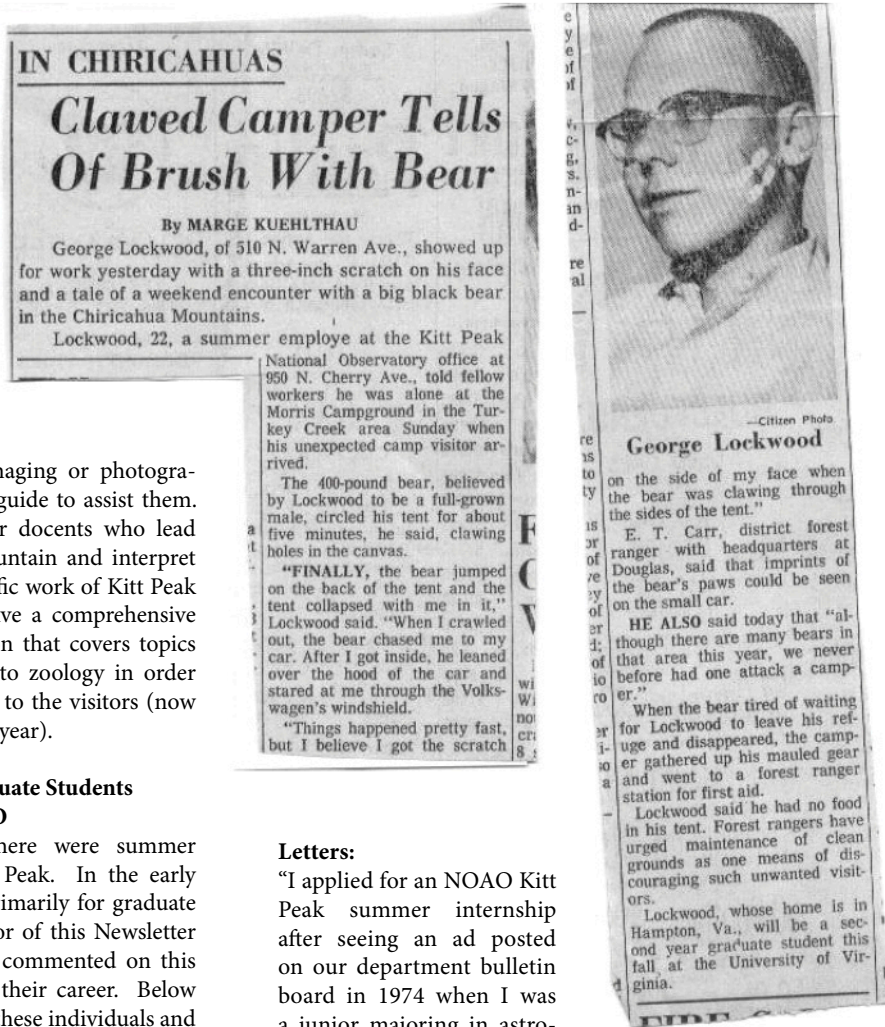 IN CHIRICAHUAS
Clawed Camper Tells
Of Brush With Bear
By MARGE KUEHLTHAU
George Lockwood, of 510 N. Warren Ave., showed up
for work yesterday with a three-inch scratch on his face
and a tale of a weekend encounter with a big black bear
in the Chiricahua Mountains.
Lockwood, 22, a summer employe at the Kitt Peak
National Observatory office at
950 N. Cherry Ave., told fellow
workers he was alone at the
Morris Campground in the Tur-
key Creek area Sunday when
his unexpected camp visitor ar-
rived.
The 400-pound bear, believed
by Lockwood to be a full-grown
male, circled his tent for about
five minutes, he said, clawing
holes in the canvas.
"FINALLY, the bear jumped
on the back of the tent and the
tent collapsed with me in it,"
Lockwood said. "When I crawled
out, the bear chased me to my
car. After I got inside, he leaned
over the hood of the car and
stared at me through the Volks-
wagen's windshield.
"Things happened pretty fast,
but I believe I got the scratch
—Citizen Photo
George Lockwood
on the side of my face when
the bear was clawing through
the sides of the tent."
E. T. Carr, district forest
ranger with headquarters at
Douglas, said that imprints of
the bear's paws could be seen
on the small car.
HE ALSO said today that "al-
though there are many bears in
that area this year, we never
before had one attack a camp-
er."
When the bear tired of waiting
for Lockwood to leave his ref-
uge and disappeared, the camp-
er gathered up his mauled gear
and went to a forest ranger
station for first aid.
Lockwood said he had no food
in his tent. Forest rangers have
urged maintenance of clean
grounds as one means of dis-
couraging such unwanted visit-
ors.
Lockwood, whose home is in
Hampton, Va., will be a sec-
ond year graduate student this
fall at the University of Vir-
ginia.
naging or photogra-
guide to assist them.
r docents who lead
untain and interpret
fic work of Kitt Peak
ive a comprehensive
n that covers topics
to zoology in order
to the visitors (now
year).
uate Students
O
here were summer
Peak. In the early
rimarily for graduate
or of this Newsletter
commented on this
their career. Below
hese individuals and
Letters:
"I applied for an NOAO Kitt
Peak summer internship
after seeing an ad posted
on our department bulletin
board in 1974 when I was
a junior majoring in astro-